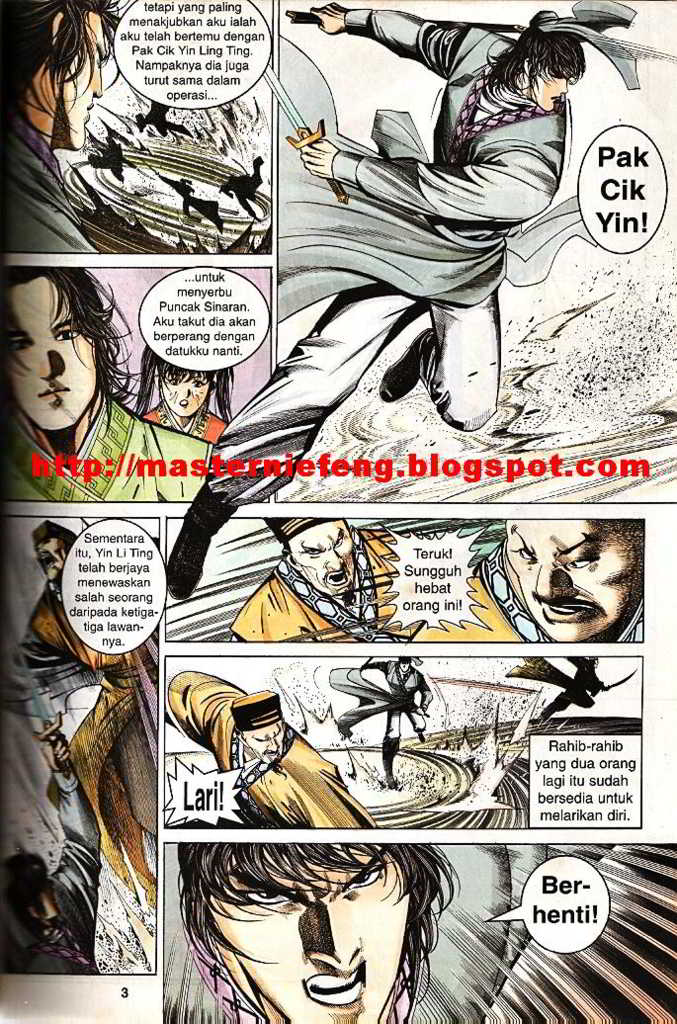 tetapi yang paling
menakjubkan aku ialah
aku telah bertemu dengan
Pak Cik Yin Ling Ting.
Nampaknya dia juga
turut sama dalam
operasi...
Pak
Cik
Yin!
...untuk
menyerbu
Puncak Sinaran.
Aku takut dia akan
berperang dengan
datukku nanti.
http://masterniefeng.blogspot.com
Sementara
itu, Yin Li Ting
telah berjaya
menewaskan
salah seorang
daripada ketiga-
tiga lawan-
nya.
Teruk!
Sungguh
hebat
orang ini!
Lari!
Rahib-rahib
yang dua orang
lagi itu sudah
bersedia untuk
melarikan diri.
Ber-
henti!
3